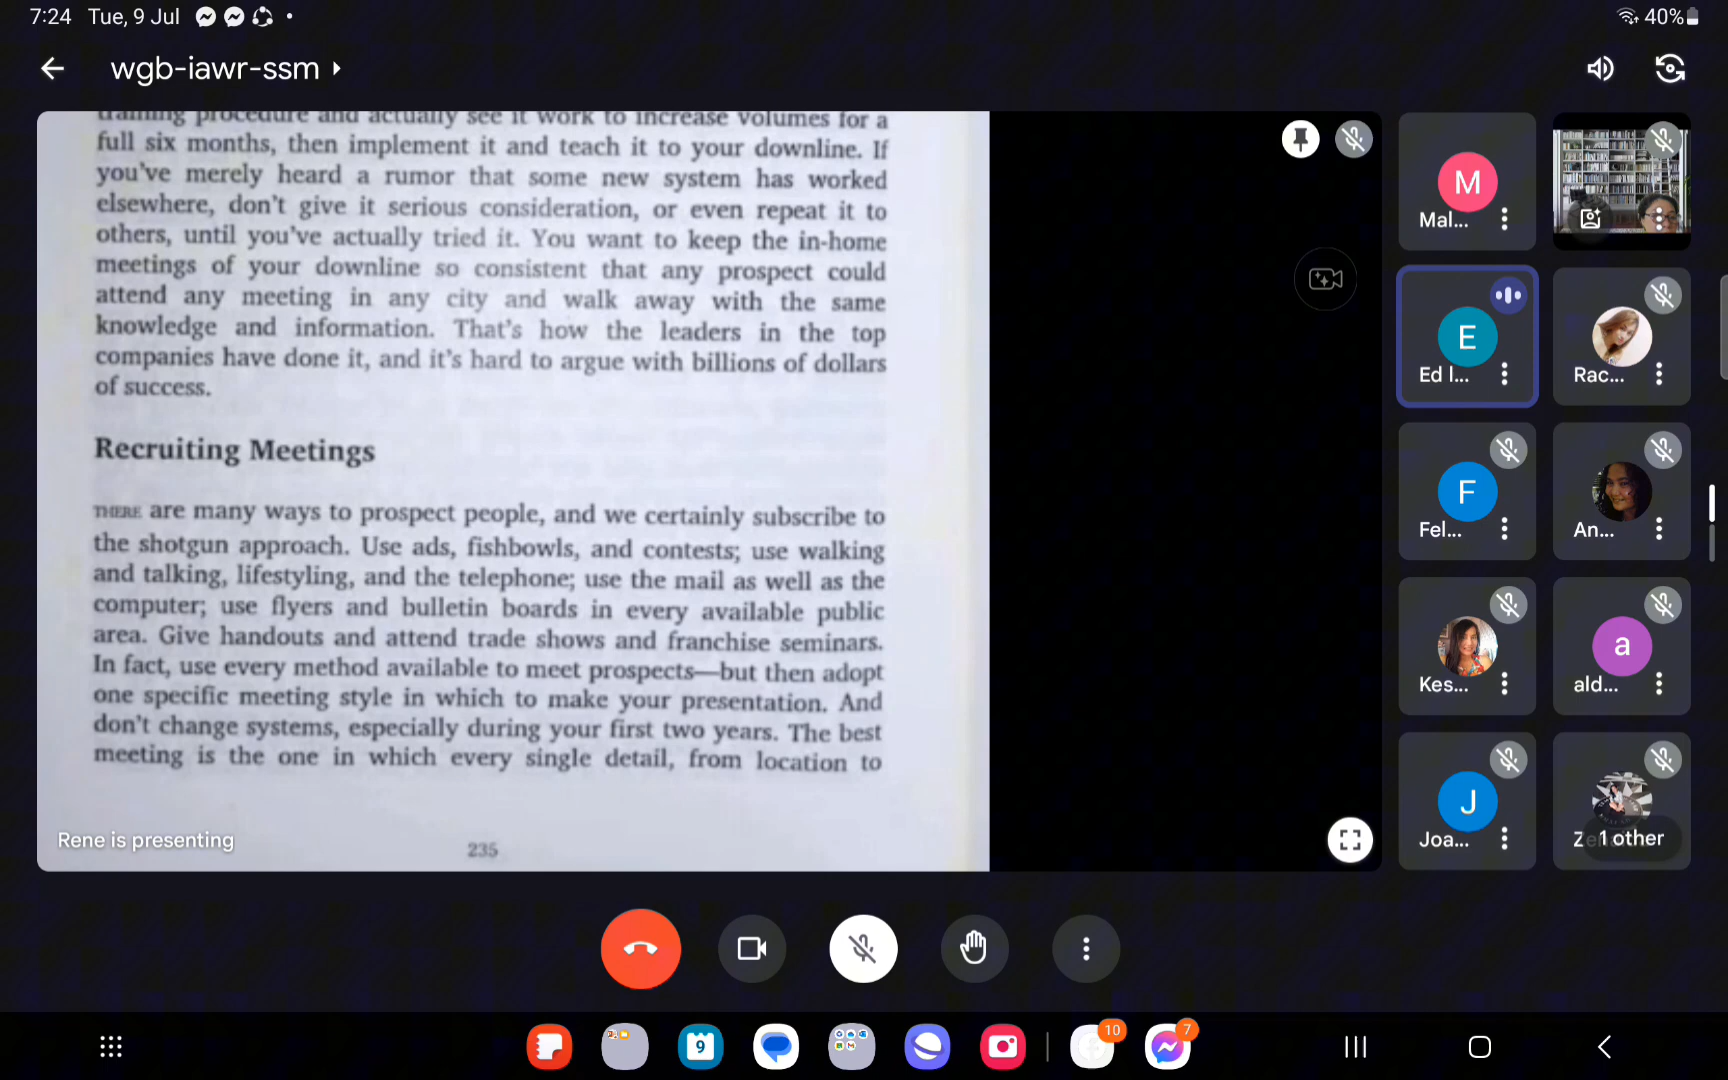 7:24 Tue, 9 Jul
40%
wgb-iawr-ssm
training procedure and actually see it work to increase volumes for a
full six months, then implement it and teach it to your downline. If
you've merely heard a rumor that some new system has worked
elsewhere, don't give it serious consideration, or even repeat it to
others, until you've actually tried it. You want to keep the in-home
meetings of your downline so consistent that any prospect could
attend any meeting in any city and walk away with the same
knowledge and information. That's how the leaders in the top
companies have done it, and it's hard to argue with billions of dollars
of success.
Recruiting Meetings
THERE are many ways to prospect people, and we certainly subscribe to
the shotgun approach. Use ads, fishbowls, and contests; use walking
and talking, lifestyling, and the telephone; use the mail as well as the
computer; use flyers and bulletin boards in every available public
area. Give handouts and attend trade shows and franchise seminars.
In fact, use every method available to meet prospects—but then adopt
one specific meeting style in which to make your presentation. And
don't change systems, especially during your first two years. The best
meeting is the one in which every single detail, from location to
235
Rene is presenting
M
Mal...
E
Ed l...
Rac...
F
Fel...
An...
Kes...
a
ald...
J
Joa...
1 other
9
10
7